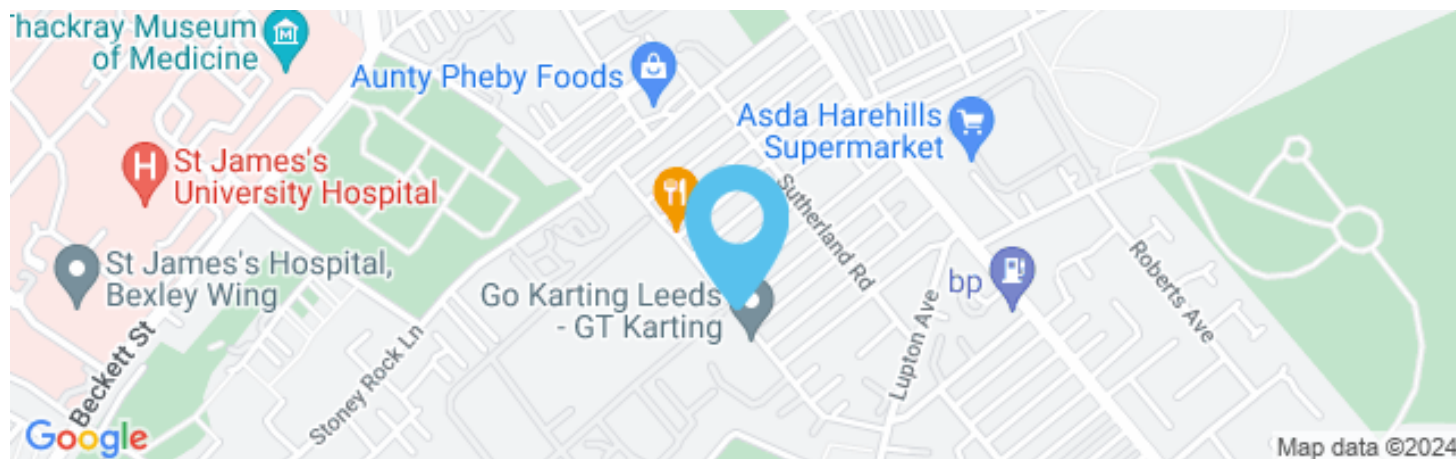 Thackray Museum
of Medicine
Aunty Pheby Foods
Asda Harehills
Supermarket
H
St James's
University Hospital
M
Sutherland Rd
St James's Hospital,
Bexley Wing
Go Karting Leeds
- GT Karting
bp
Roberts Ave
Lupton Ave
Beckett St
Stoney Rock Ln
Google
Map data ©2024